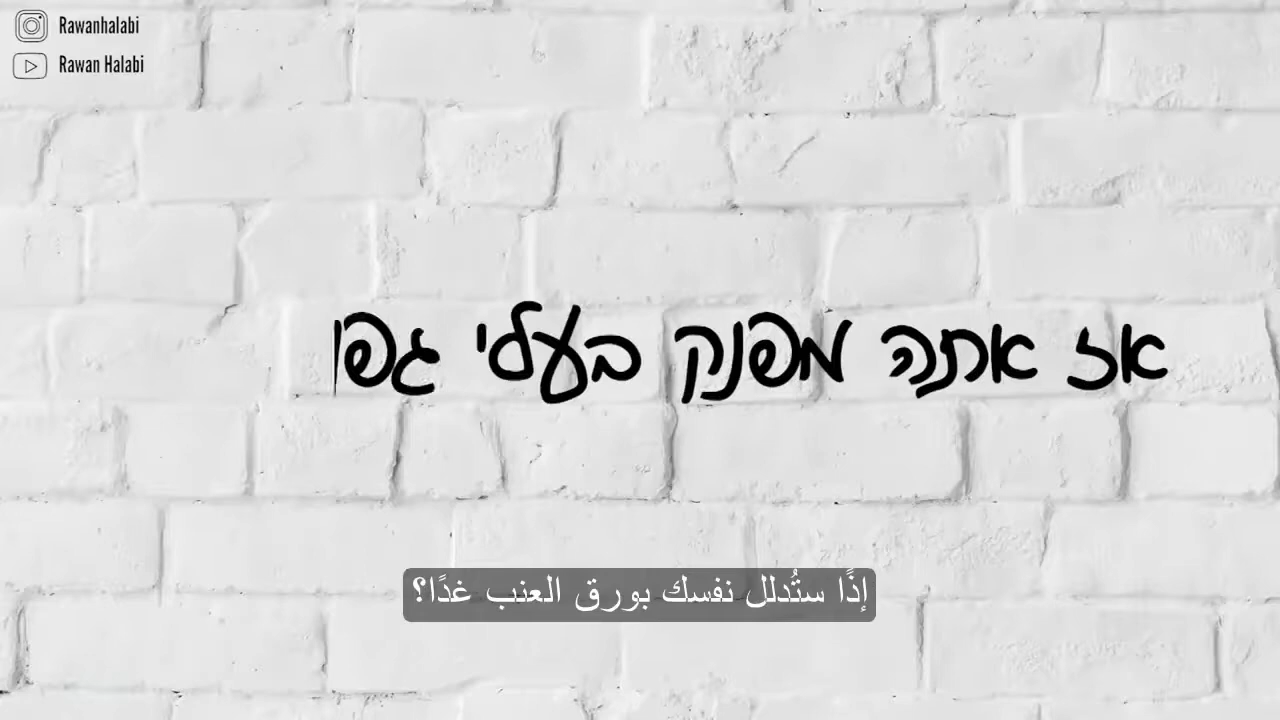 Rawanhalabi
Rawan Halabi
אז אתה מפנק בעלי גפן
إذًا ستُدلل نفسك بورق العنب غدًا؟